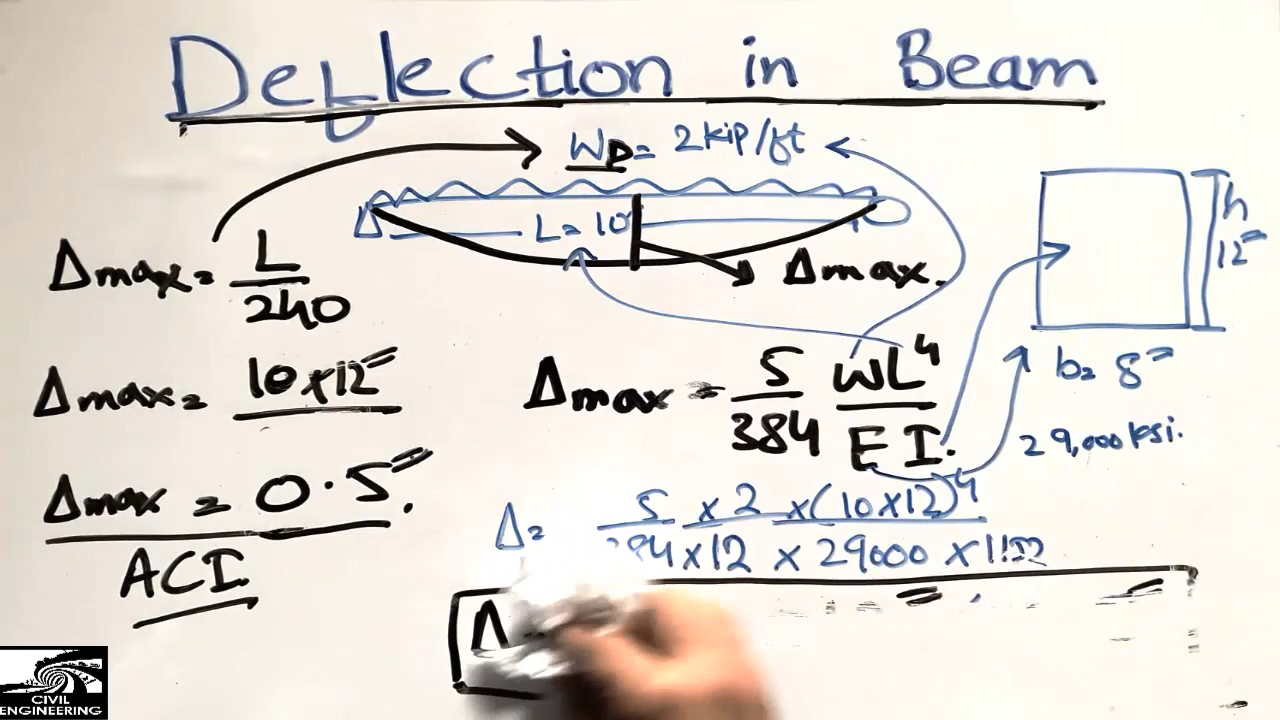 Deflection in Beam
WD = 2 kip/ft
L = 10'
Δmax.
h
12"
b = 8"
29,000 ksi.
Δmax = L/240
Δmax = 10x12"
Δmax = 0.5".
ACI
Δmax = 5/384 WL⁴/EI.
Δ = 5 x 2 x (10x12)⁴
384 x 12 x 29000 x 1152
Δ
CIVIL
ENGINEERING